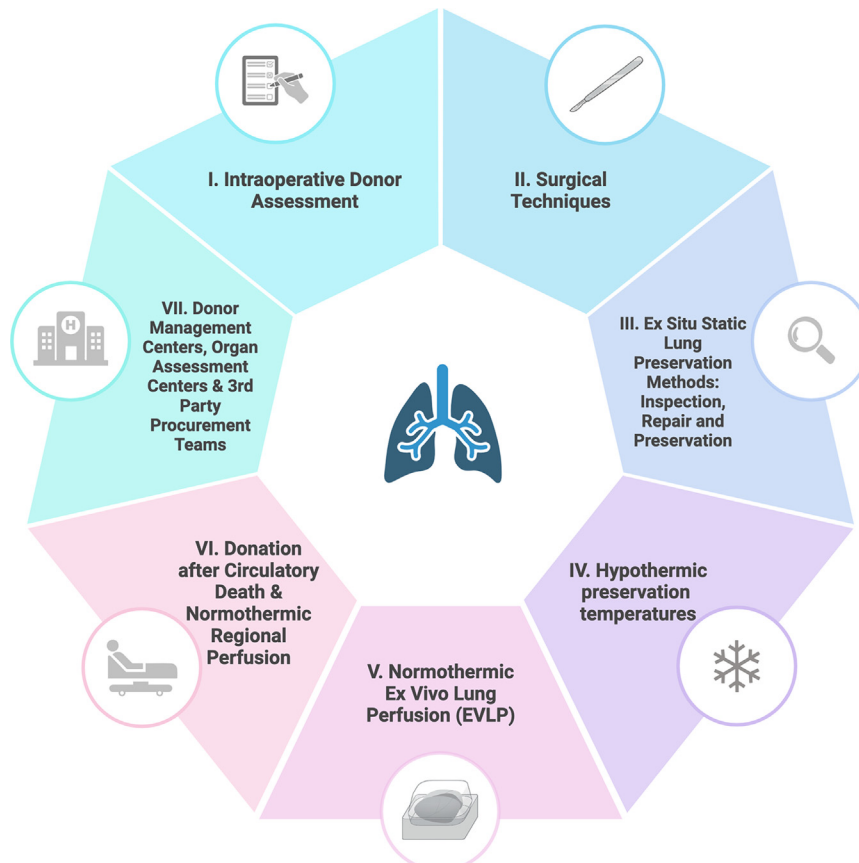 I. Intraoperative Donor
Assessment
II. Surgical
Techniques
III. Ex Situ Static
Lung
Preservation
Methods:
Inspection,
Repair and
Preservation
IV. Hypothermic
preservation
temperatures
V. Normothermic
Ex Vivo Lung
Perfusion (EVLP)
VI. Donation
after Circulatory
Death &
Normothermic
Regional
Perfusion
VII. Donor
Management
Centers, Organ
Assessment
Centers & 3rd
Party
Procurement
Teams
H